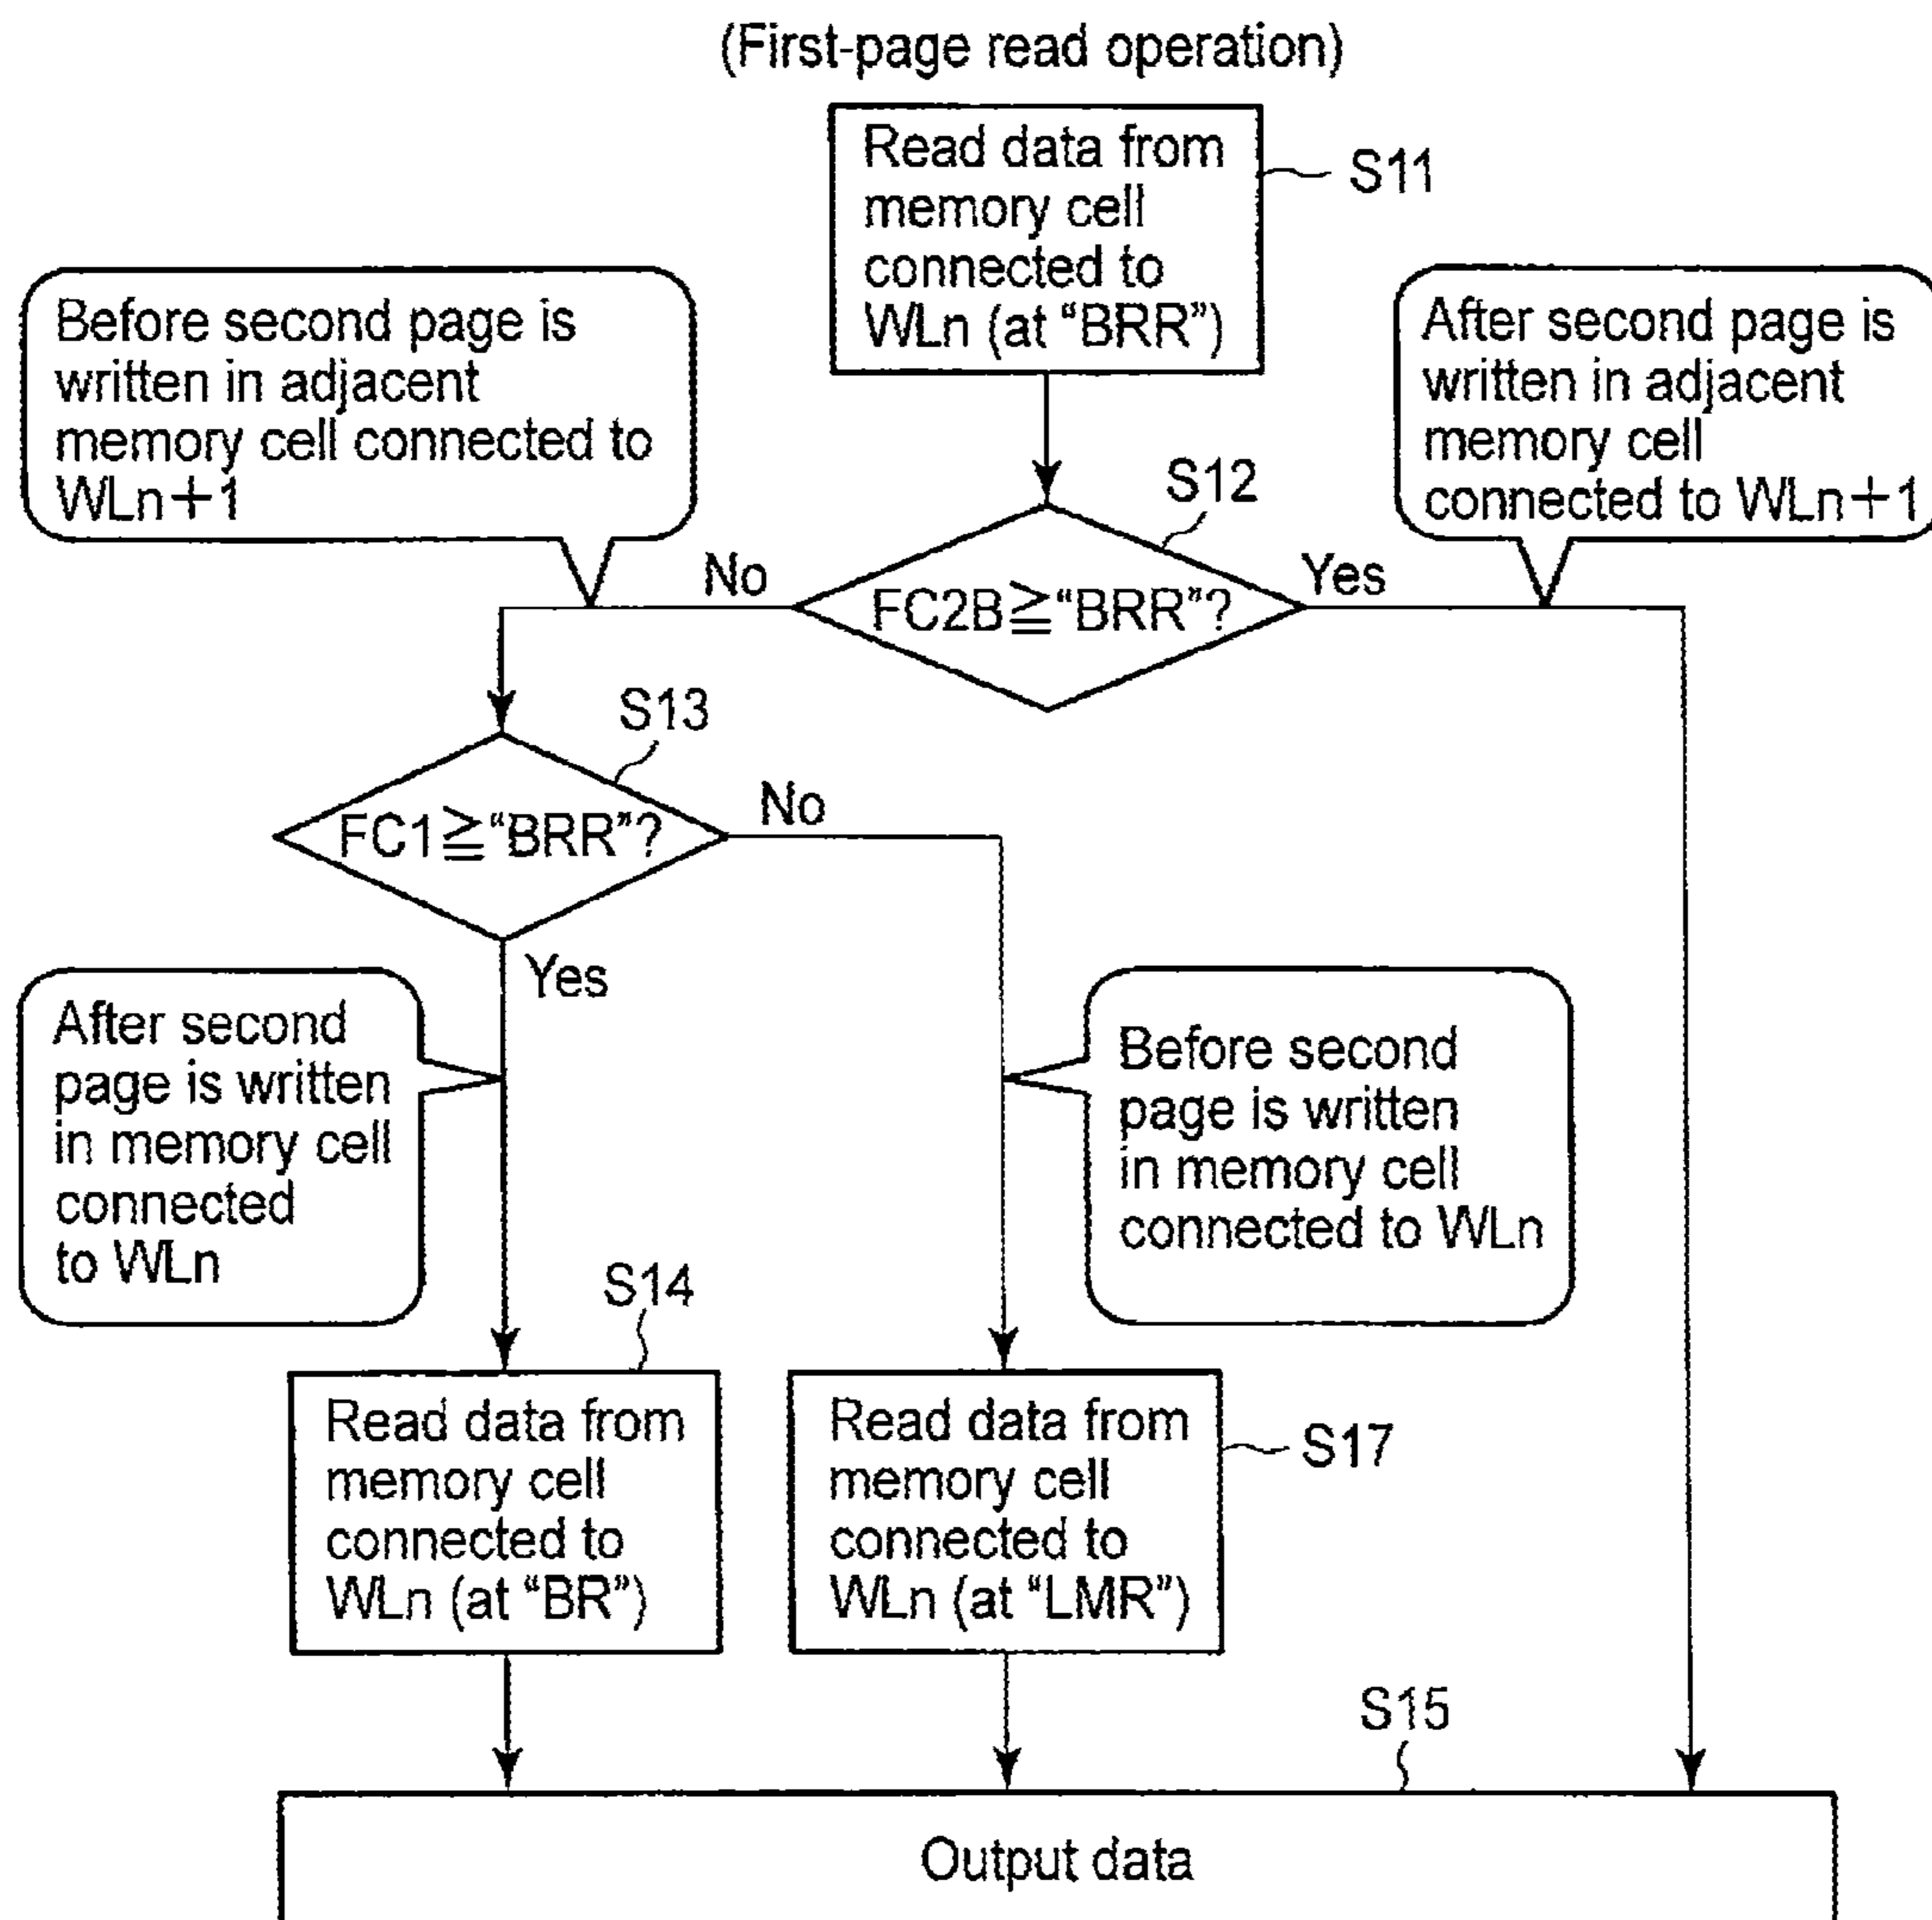 (First-page read operation)
Read data from
memory cell
connected to
WLn (at “BRR”)
S11
Before second page is
written in adjacent
memory cell connected to
WLn+1
After second page is
written in adjacent
memory cell
connected to WLn+1
S12
No
FC2B≧“BRR”?
Yes
S13
FC1≧“BRR”?
No
Yes
After second
page is written
in memory cell
connected
to WLn
Before second
page is written
in memory cell
connected to WLn
S14
Read data from
memory cell
connected to
WLn (at “BR”)
Read data from
memory cell
connected to
WLn (at “LMR”)
S17
S15
Output data